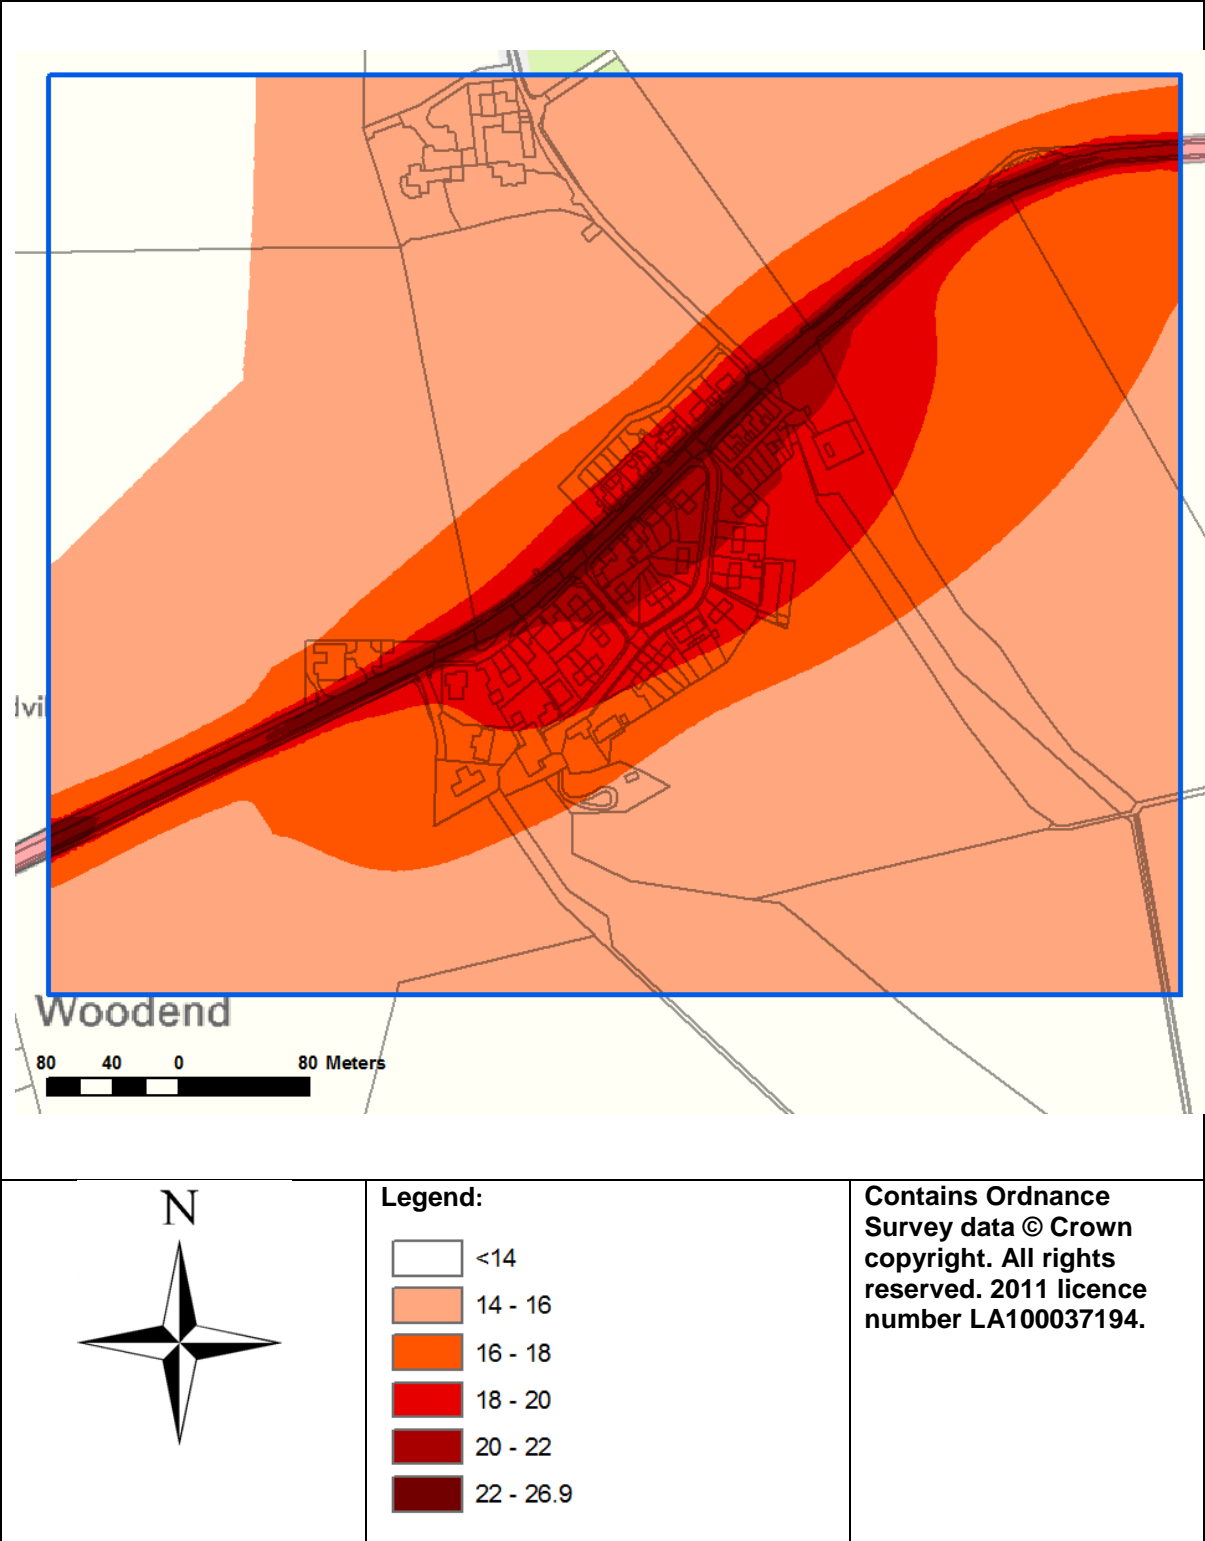 dvil
Woodend
80 40 0 80 Meters
N
Legend:
<14
14 - 16
16 - 18
18 - 20
20 - 22
22 - 26.9
Contains Ordnance
Survey data © Crown
copyright. All rights
reserved. 2011 licence
number LA100037194.